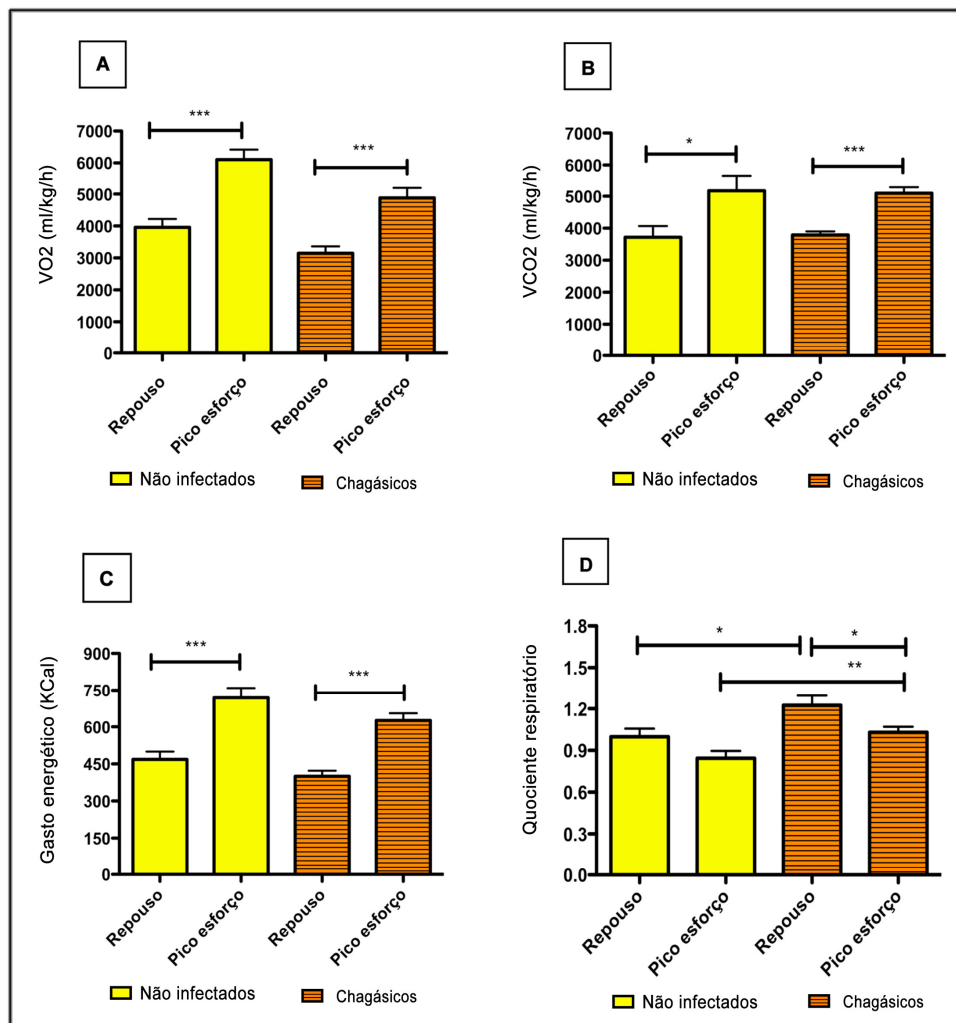 A
***
***
7000
6000
5000
4000
3000
2000
1000
0
VO2 (ml/kg/h)
Repouso
Pico esforço
Repouso
Pico esforço
Não infectados
Chagásicos
B
*
***
7000
6000
5000
4000
3000
2000
1000
0
VCO2 (ml/kg/h)
Repouso
Pico esforço
Repouso
Pico esforço
Não infectados
Chagásicos
C
***
***
900
750
600
450
300
150
0
Gasto energético (KCal)
Repouso
Pico esforço
Repouso
Pico esforço
Não infectados
Chagásicos
D
*
*
**
1.8
1.5
1.2
0.9
0.6
0.3
0.0
Quociente respiratório
Repouso
Pico esforço
Repouso
Pico esforço
Não infectados
Chagásicos